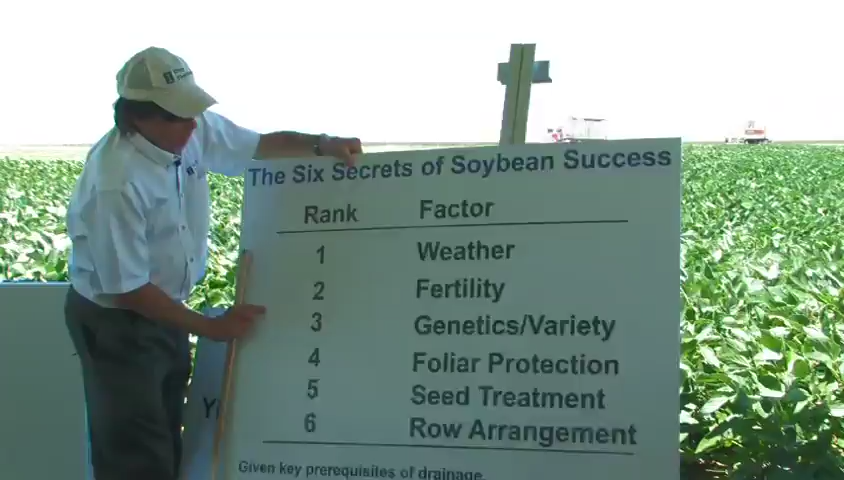 The Six Secrets of Soybean Success
Rank Factor
1 Weather
2 Fertility
3 Genetics/Variety
4 Foliar Protection
5 Seed Treatment
6 Row Arrangement
Given key prerequisites of drainage,